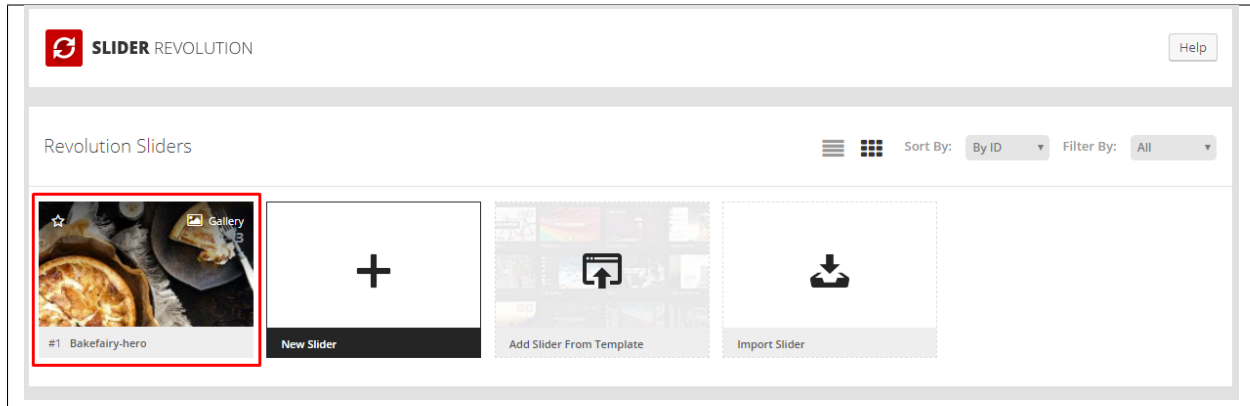 SLIDER REVOLUTION
Help
Revolution Sliders
Sort By: By ID Filter By: All
Gallery
#1 Bakefairy-hero
New Slider
Add Slider From Template
Import Slider